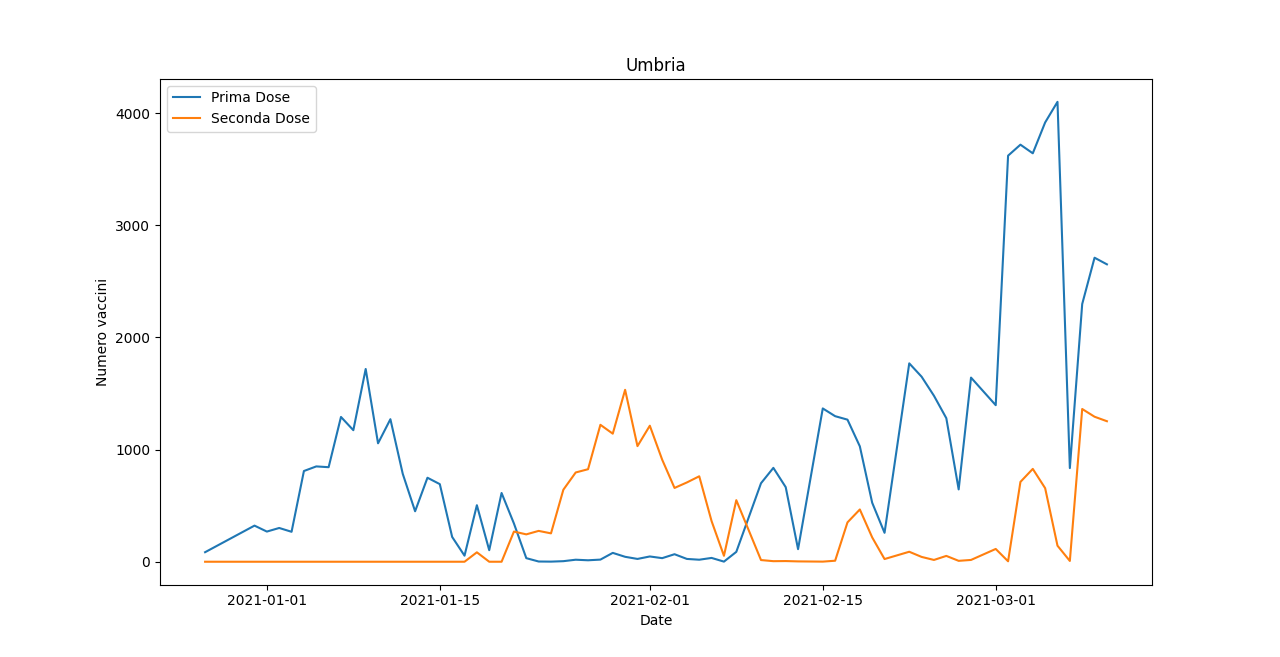 Umbria
Prima Dose
Seconda Dose
4000
3000
2000
1000
0
Numero vaccini
2021-01-01
2021-01-15
2021-02-01
2021-02-15
2021-03-01
Date